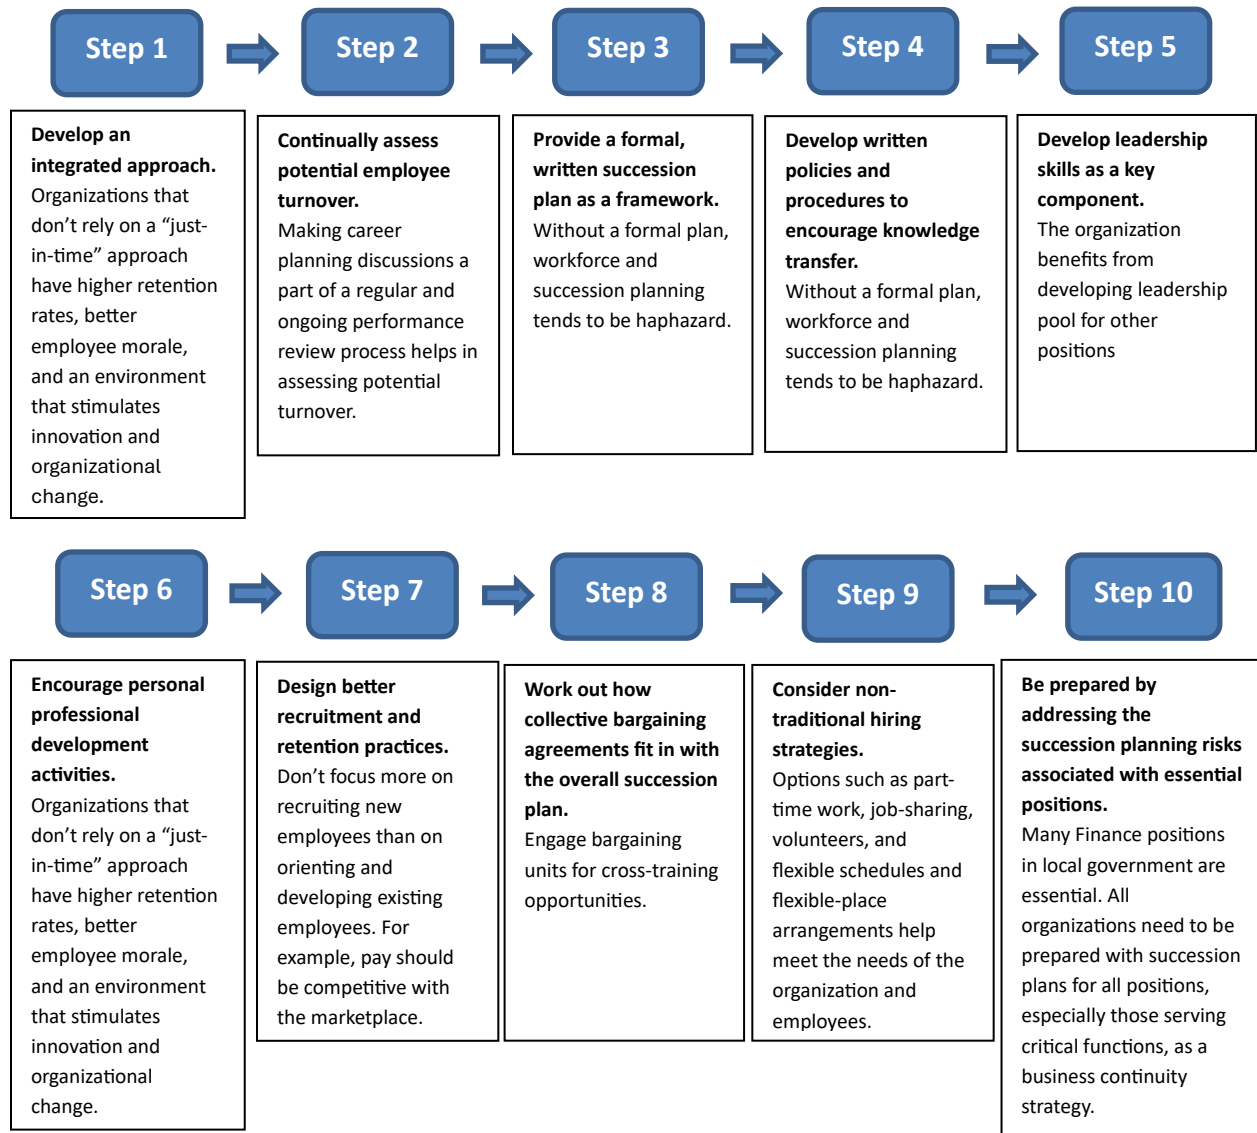 Step 1
Step 2
Step 3
Step 4
Step 5
Develop an
integrated approach.
Organizations that
don’t rely on a “just-
in-time” approach
have higher retention
rates, better
employee morale,
and an environment
that stimulates
innovation and
organizational
change.
Continually assess
potential employee
turnover.
Making career
planning discussions a
part of a regular and
ongoing performance
review process helps in
assessing potential
turnover.
Provide a formal,
written succession
plan as a framework.
Without a formal plan,
workforce and
succession planning
tends to be haphazard.
Develop written
policies and
procedures to
encourage knowledge
transfer.
Without a formal plan,
workforce and
succession planning
tends to be haphazard.
Develop leadership
skills as a key
component.
The organization
benefits from
developing leadership
pool for other
positions
Step 6
Step 7
Step 8
Step 9
Step 10
Encourage personal
professional
development
activities.
Organizations that
don’t rely on a “just-
in-time” approach
have higher retention
rates, better
employee morale,
and an environment
that stimulates
innovation and
organizational
change.
Design better
recruitment and
retention practices.
Don’t focus more on
recruiting new
employees than on
orienting and
developing existing
employees. For
example, pay should
be competitive with
the marketplace.
Work out how
collective bargaining
agreements fit in with
the overall succession
plan.
Engage bargaining
units for cross-training
opportunities.
Consider non-
traditional hiring
strategies.
Options such as part-
time work, job-sharing,
volunteers, and
flexible schedules and
flexible-place
arrangements help
meet the needs of the
organization and
employees.
Be prepared by
addressing the
succession planning risks
associated with essential
positions.
Many Finance positions
in local government are
essential. All
organizations need to be
prepared with succession
plans for all positions,
especially those serving
critical functions, as a
business continuity
strategy.